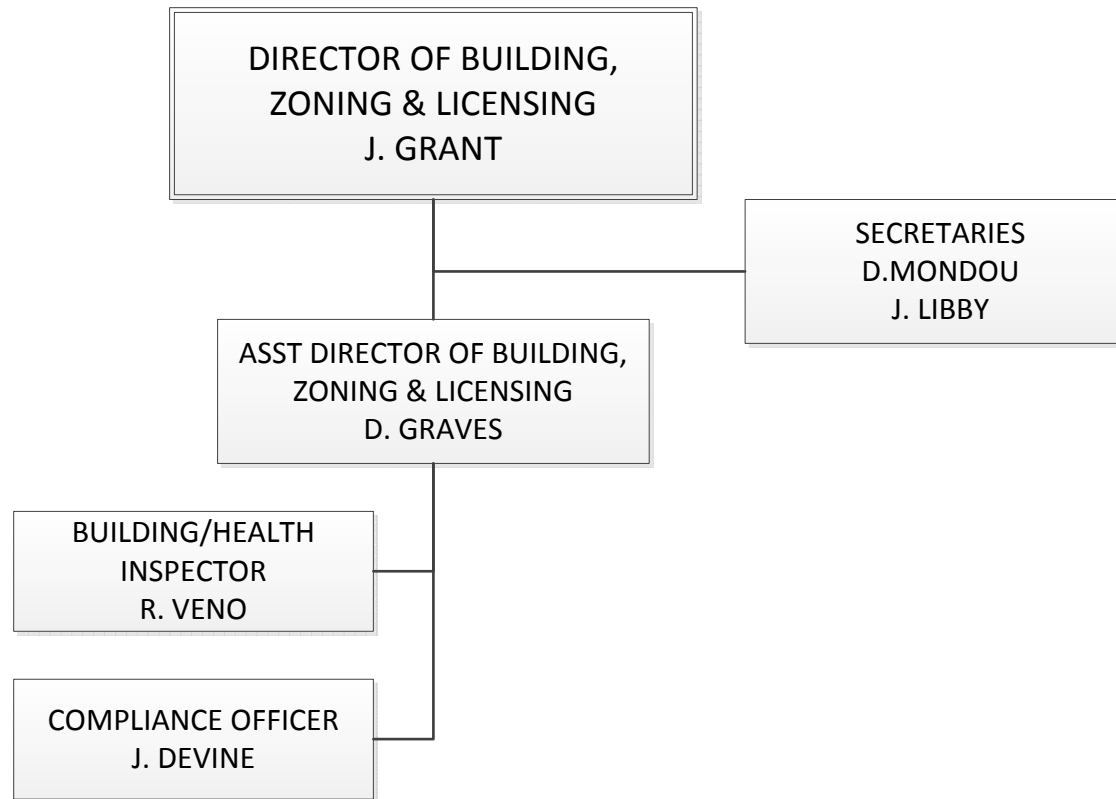 DIRECTOR OF BUILDING,
ZONING & LICENSING
J. GRANT
SECRETARIES
D.MONDOU
J. LIBBY
ASST DIRECTOR OF BUILDING,
ZONING & LICENSING
D. GRAVES
BUILDING/HEALTH
INSPECTOR
R. VENO
COMPLIANCE OFFICER
J. DEVINE